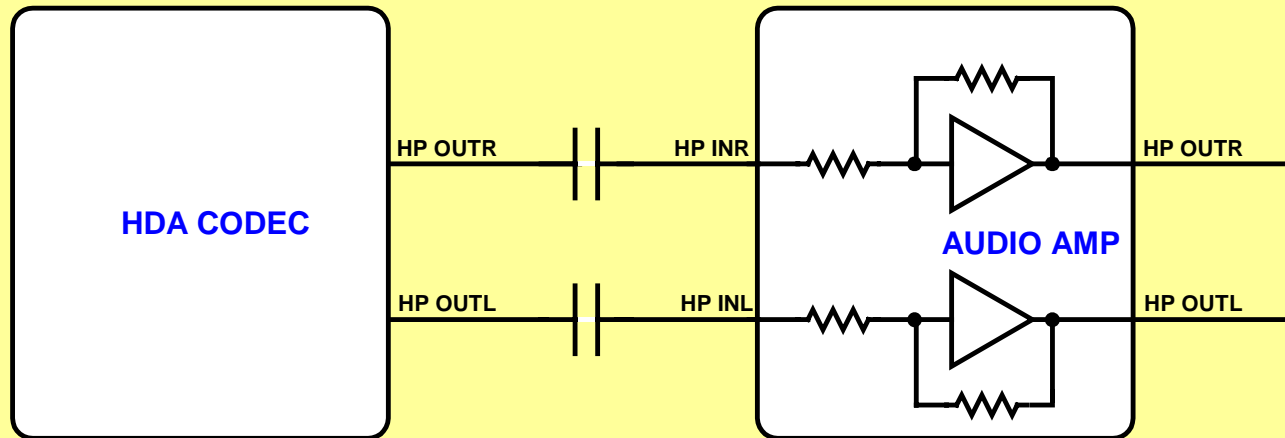 HP OUTR
HP INR
HP OUTR
HDA CODEC
AUDIO AMP
HP OUTL
HP INL
HP OUTL